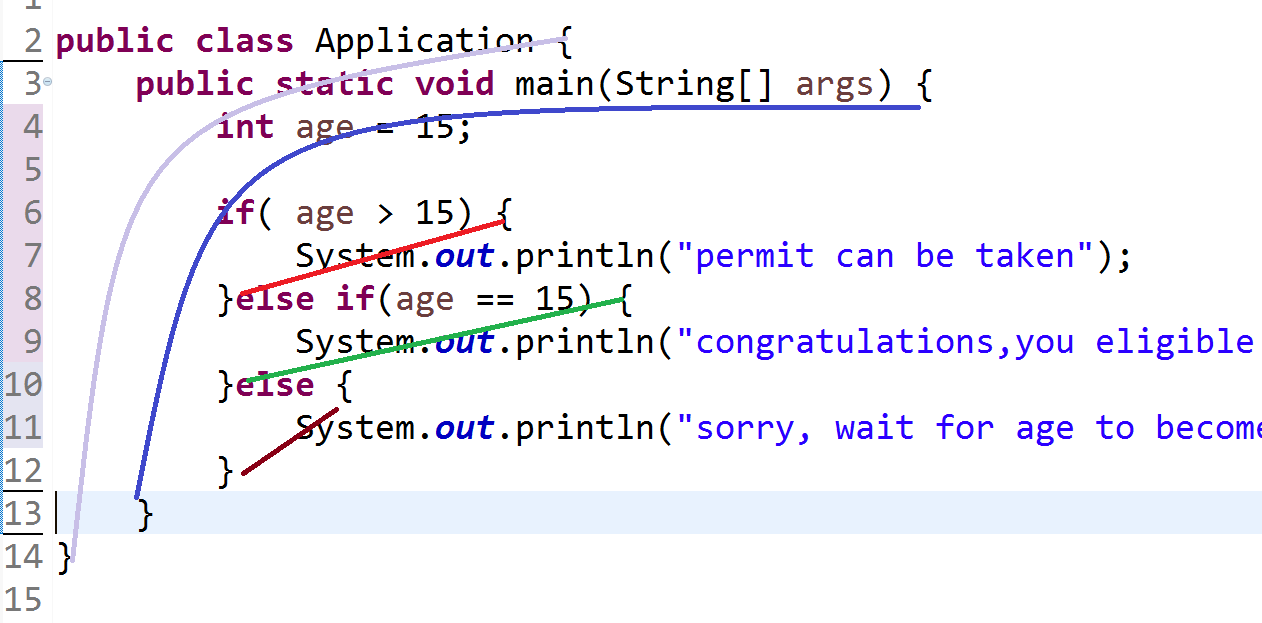 1
2 public class Application {
3 public static void main(String[] args) {
4 int age = 15;
5
6 if( age > 15) {
7 System.out.println("permit can be taken");
8 }else if(age == 15) {
9 System.out.println("congratulations,you eligible
10 }else {
11 System.out.println("sorry, wait for age to become
12 }
13 }
14 }
15